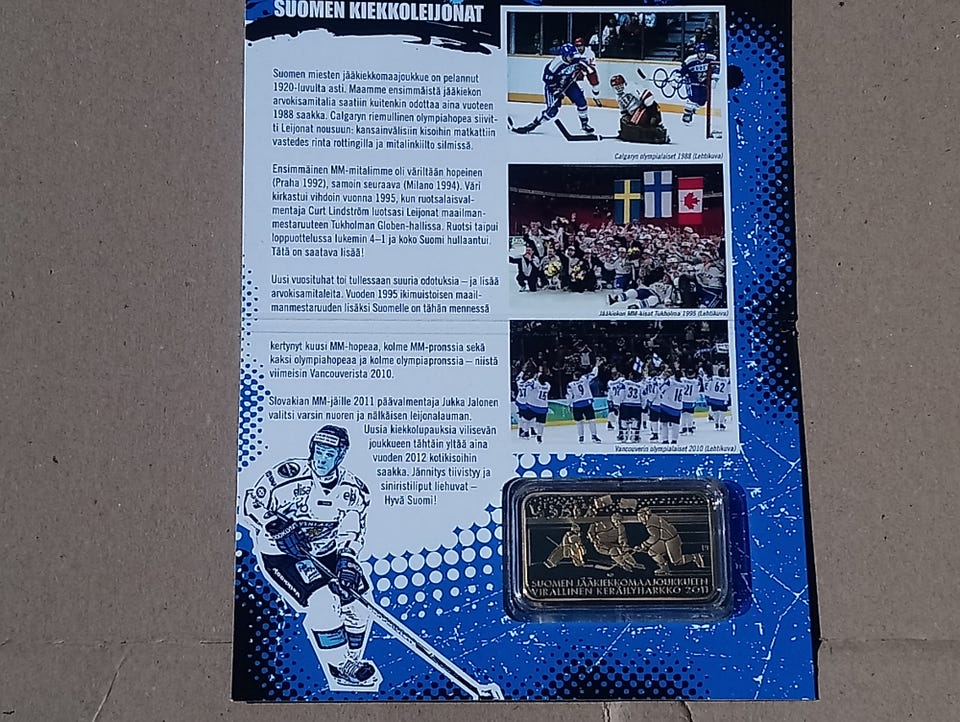 SUOMEN KIEKKOLEIJONAT
Suomen miesten jääkiekkomaajoukkue on pelannut
1920-luvulta asti. Maamme ensimmäistä jääkiekon
arvokisamitalia saatiin kuitenkin odottaa aina vuoteen
1988 saakka. Calgaryn riemullinen olympiahopea siivit-
ti Leijonat nousuun: kansainvälisiin kisoihin matkattiin
vastedes rinta rottingilla ja mitalinkiilto silmissä.
Ensimmäinen MM-mitalimme oli väriltään hopeinen
(Praha 1992), samoin seuraava (Milano 1994). Väri
kirkastui vihdoin vuonna 1995, kun ruotsalaisval-
mentaja Curt Lindström luotsasi Leijonat maailman-
mestaruuteen Tukholman Globen-hallissa. Ruotsi taipui
loppuottelussa lukemin 4–1 ja koko Suomi hullaantui.
Tätä on saatava lisää!
Uusi vuosituhat toi tullessaan suuria odotuksia – ja lisää
arvokisamitaleita. Vuoden 1995 ikimuistoisen maail-
manmestaruuden lisäksi Suomelle on tähän mennessä
kertynyt kuusi MM-hopeaa, kolme MM-pronssia sekä
kaksi olympiahopeaa ja kolme olympiapronssia – niistä
viimeisin Vancouverista 2010.
Slovakian MM-jäille 2011 päävalmentaja Jukka Jalonen
valitsi varsin nuoren ja nälkäisen leijonalauman.
Uusia kiekkolupauksia vilisevän
joukkueen tähtäin yltää aina
vuoden 2012 kotikisoihin
saakka. Jännitys tiivistyy ja
siniristiliput liehuvat –
Hyvä Suomi!
Calgaryn olympialaiset 1988 (Lehtikuva)
Jääkiekon MM-kisat Tukholma 1995 (Lehtikuva)
9
15
33
16
21
62
Vancouverin olympialaiset 2010 (Lehtikuva)
SUOMEN JÄÄKIEKKOMAAJOUKKUEEN
VIRALLINEN KERÄILYHARKKO 2011